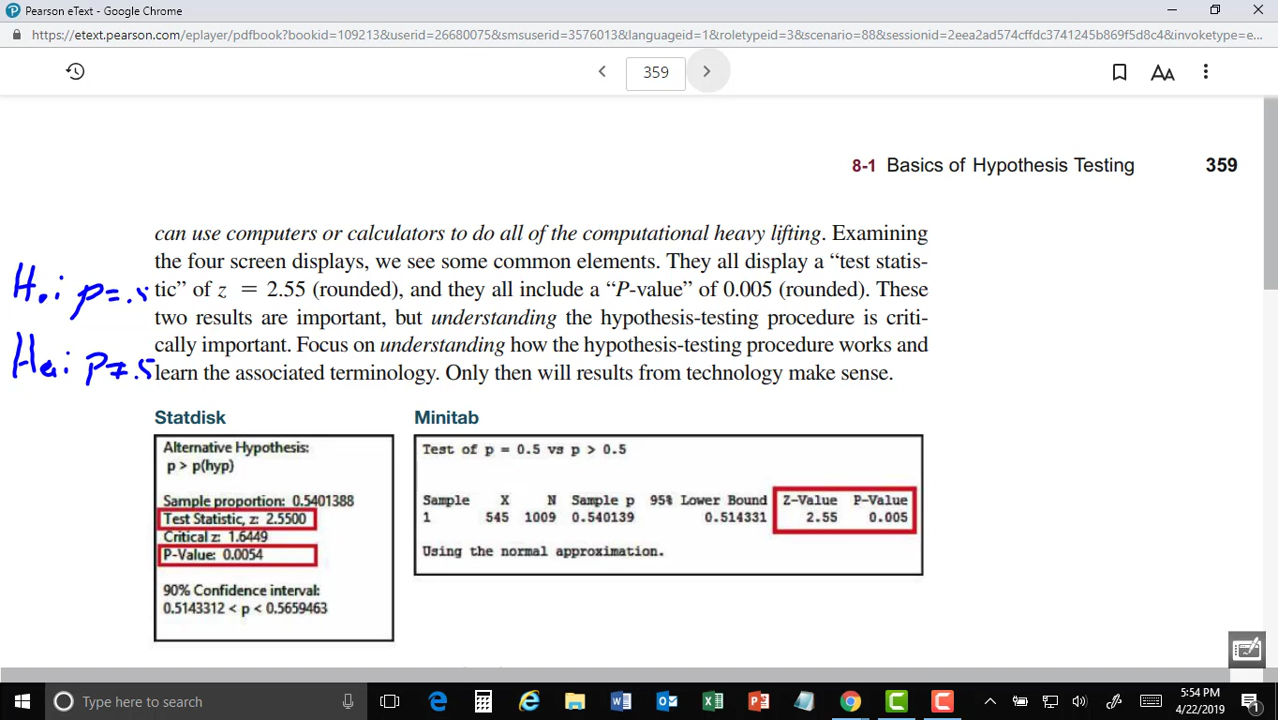 Pearson eText - Google Chrome
https://etext.pearson.com/eplayer/pdfbook?bookid=109213&userid=26680075&smsuserid=3576013&languageid=1&roletypeid=3&scenario=88&sessionid=2eea2ad574cffdc3741245b869f5d8c4&invoketype=e...
359
AA
8-1 Basics of Hypothesis Testing 359
can use computers or calculators to do all of the computational heavy lifting. Examining
the four screen displays, we see some common elements. They all display a “test statis-
tic” of z = 2.55 (rounded), and they all include a “P-value” of 0.005 (rounded). These
two results are important, but understanding the hypothesis-testing procedure is criti-
cally important. Focus on understanding how the hypothesis-testing procedure works and
learn the associated terminology. Only then will results from technology make sense.
Ho: p=.5
Ha: p≠.5
Statdisk
Alternative Hypothesis:
p > p(hyp)
Sample proportion: 0.5401388
Test Statistic, z: 2.5500
Critical z: 1.6449
P-Value: 0.0054
90% Confidence interval:
0.5143312 < p < 0.5659463
Minitab
Test of p = 0.5 vs p > 0.5
Sample X N Sample p 95% Lower Bound Z-Value P-Value
1 545 1009 0.540139 0.514331 2.55 0.005
Using the normal approximation.
Type here to search
5:54 PM
4/22/2019